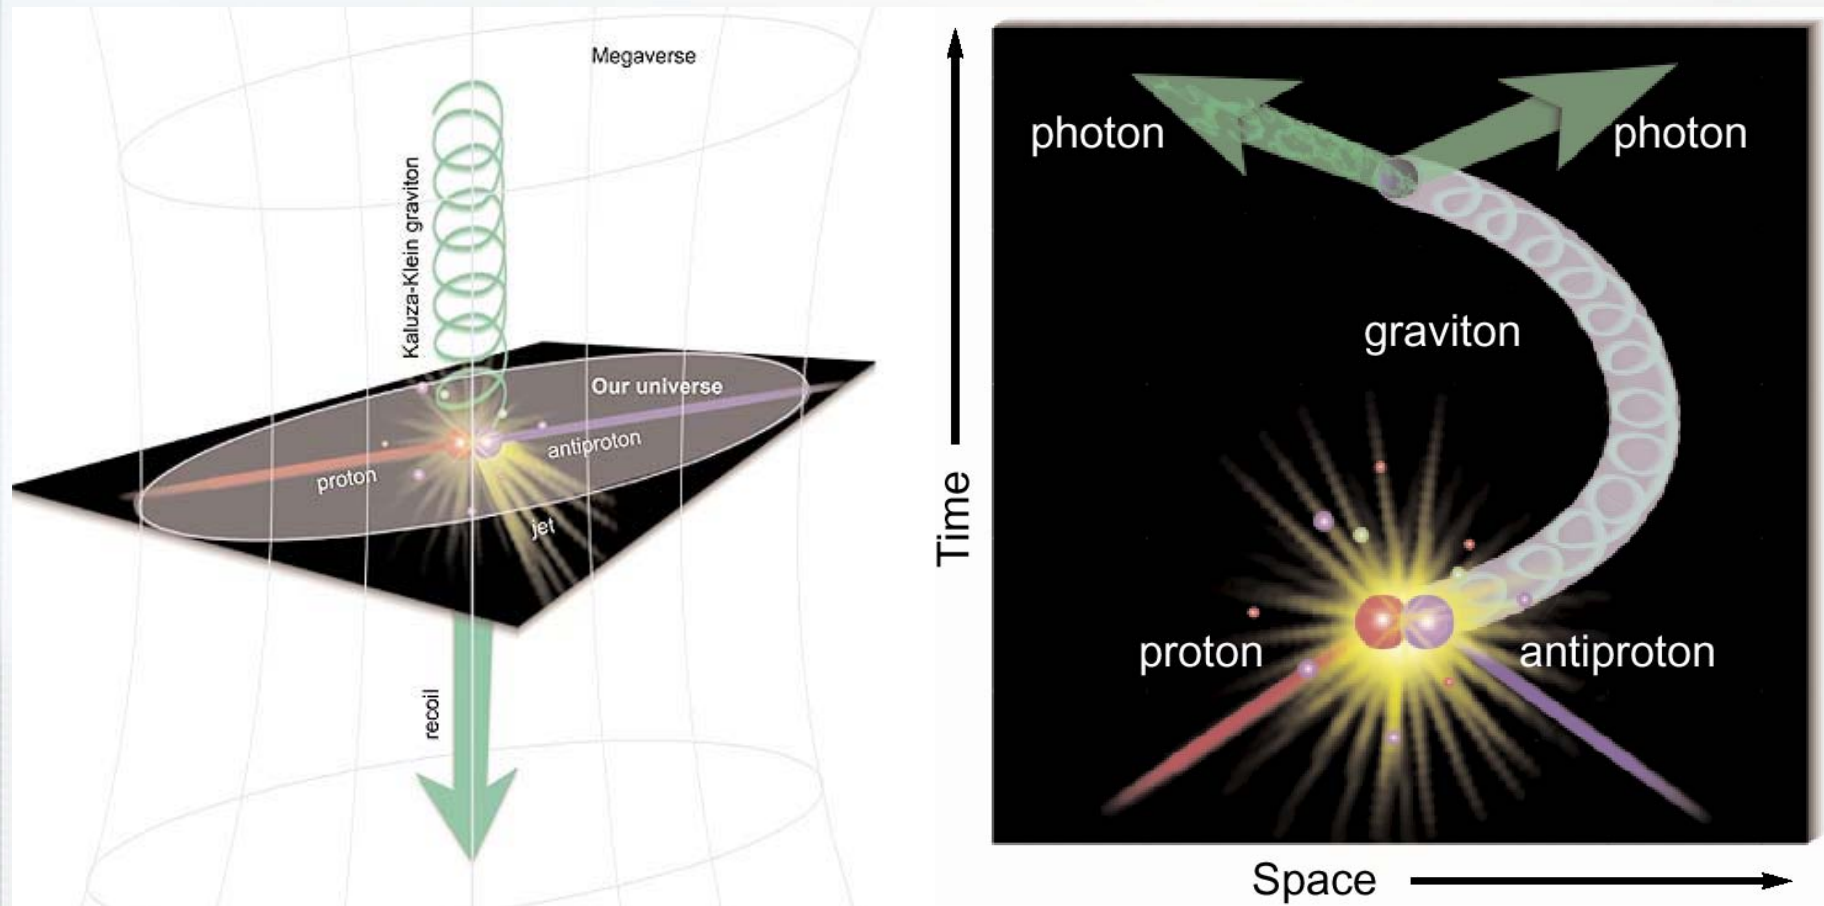 Megaverse
Kaluza-Klein graviton
Our universe
antiproton
proton
jet
recoil
Time
photon
photon
graviton
proton
antiproton
Space